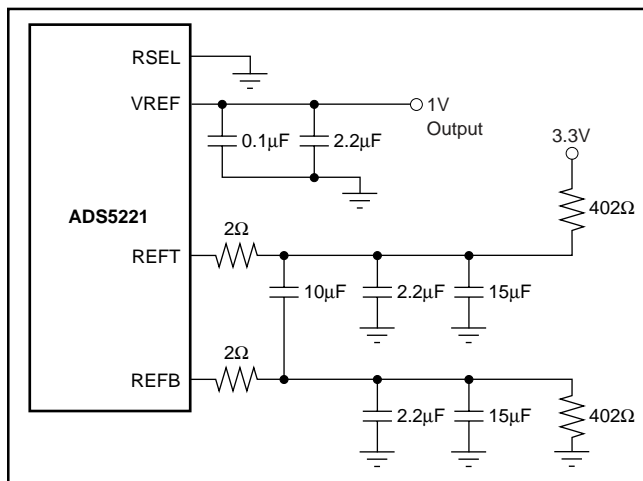 RSEL
VREF
1V
Output
0.1µF
2.2µF
3.3V
402Ω
ADS5221
2Ω
REFT
10µF
2.2µF
15µF
2Ω
REFB
2.2µF
15µF
402Ω